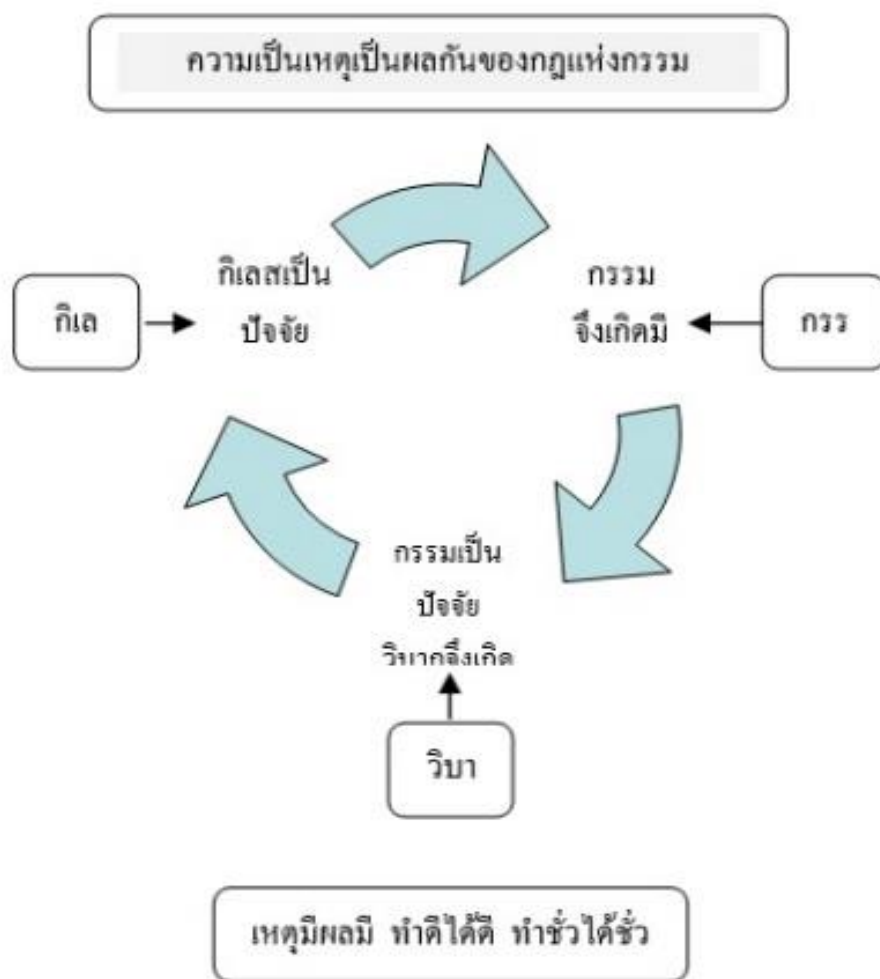 ความเป็นเหตุเป็นผลกันของกฎแห่งกรรม
กิเลสเป็น
ปัจจัย
กรรม
จึงเกิดมี
กิเล
กรร
กรรมเป็น
ปัจจัย
วิบากจึงเกิด
วิบา
เหตุมีผลมี ทำดีได้ดี ทำชั่วได้ชั่ว